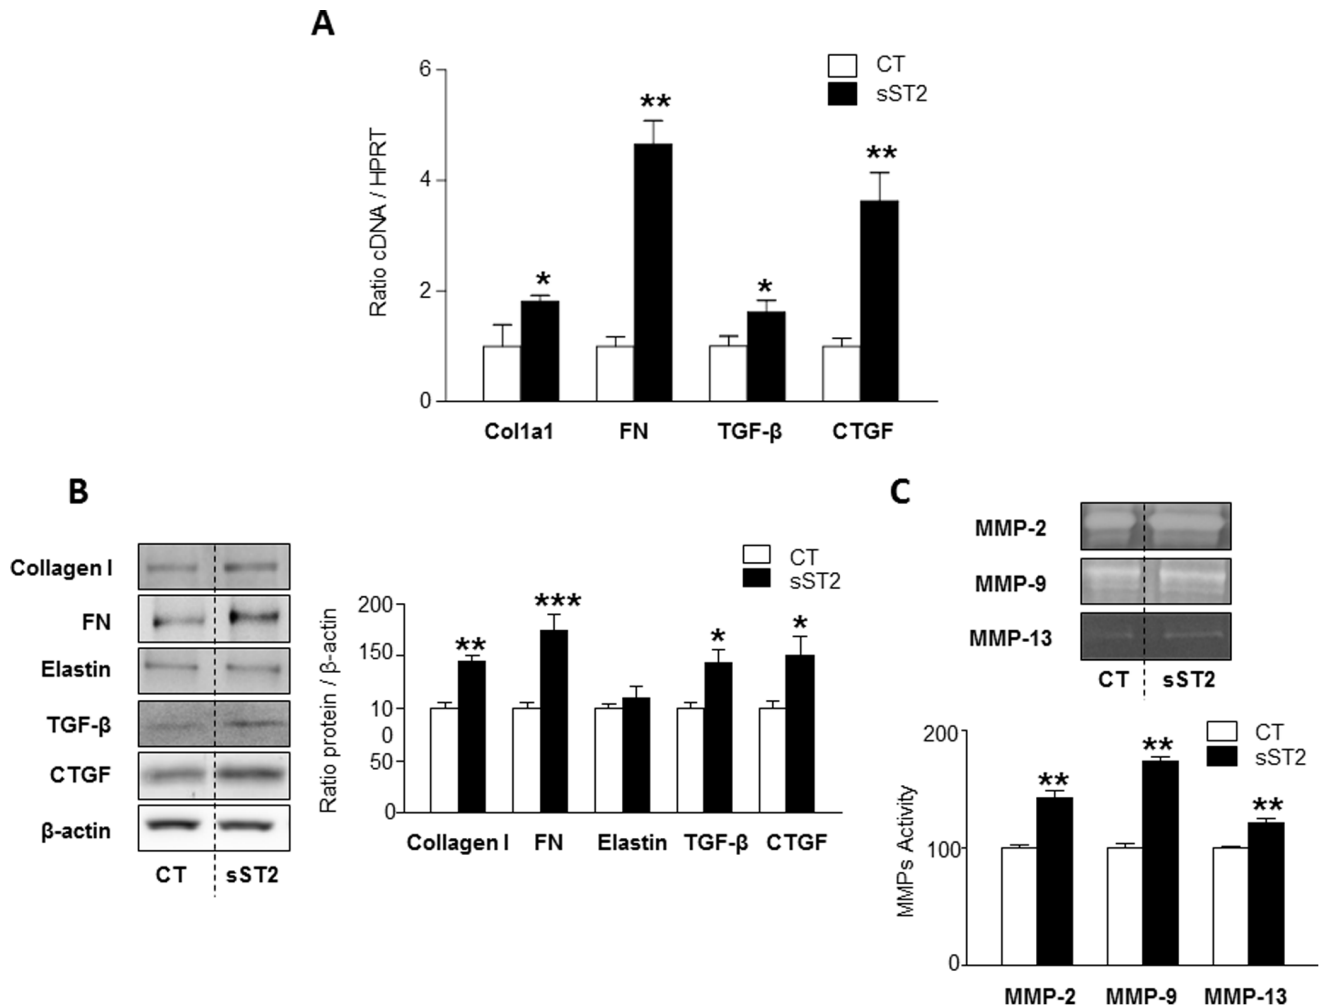 A
Ratio cDNA / HPRT
6
4
2
0
CT
sST2
*
**
*
**
Col1a1 FN TGF-β CTGF
B
Collagen I
FN
Elastin
TGF-β
CTGF
β-actin
CT sST2
Ratio protein / β-actin
200
150
10
0
50
0
CT
sST2
**
***
*
*
Collagen I FN Elastin TGF-β CTGF
C
MMP-2
MMP-9
MMP-13
CT sST2
MMPs Activity
200
100
0
CT
sST2
**
**
**
MMP-2 MMP-9 MMP-13